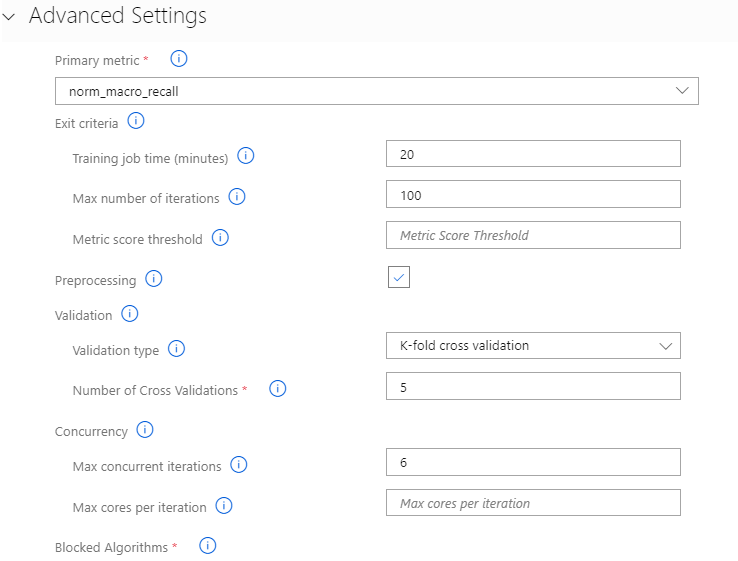 Advanced Settings
Primary metric *
norm_macro_recall
Exit criteria
Training job time (minutes) 20
Max number of iterations 100
Metric score threshold Metric Score Threshold
Preprocessing
Validation
Validation type K-fold cross validation
Number of Cross Validations * 5
Concurrency
Max concurrent iterations 6
Max cores per iteration Max cores per iteration
Blocked Algorithms *